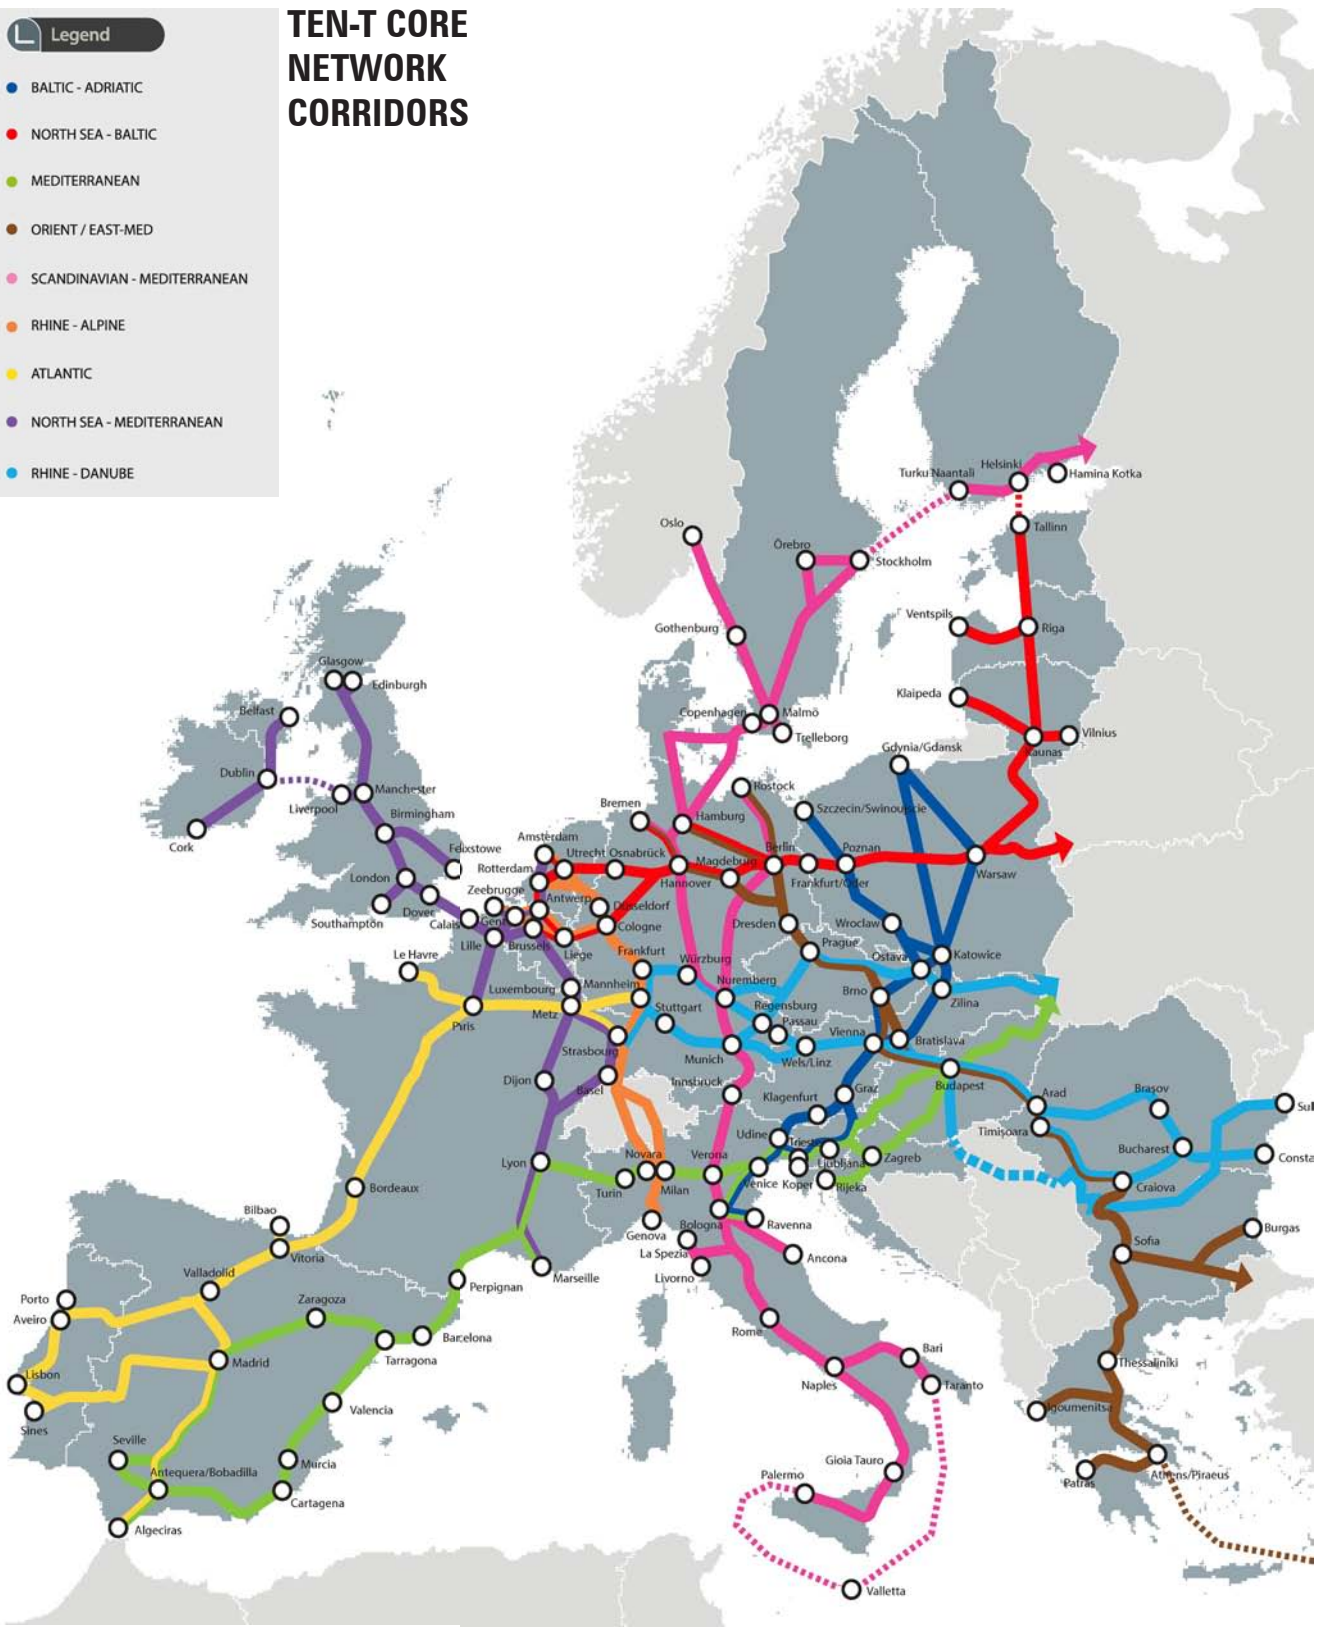 Legend
TEN-T CORE
NETWORK
CORRIDORS
BALTIC - ADRIATIC
NORTH SEA - BALTIC
MEDITERRANEAN
ORIENT / EAST-MED
SCANDINAVIAN - MEDITERRANEAN
RHINE - ALPINE
ATLANTIC
NORTH SEA - MEDITERRANEAN
RHINE - DANUBE
Turku Naantali
Helsinki
Hamina Kotka
Oslo
Tallinn
Örebro
Stockholm
Ventspils
Riga
Gothenburg
Glasgow
Edinburgh
Klaipeda
Belfast
Copenhagen
Malmö
Trelleborg
Vilnius
Kaunas
Gdynia/Gdansk
Dublin
Liverpool
Manchester
Rostock
Bremen
Hamburg
Szczecin/Swinoujscie
Birmingham
Cork
Felixstowe
Amsterdam
Utrecht
Osnabrück
Berlin
Poznan
Rotterdam
Magdeburg
Warsaw
London
Hannover
Frankfurt/Oder
Zeebrugge
Antwerp
Düsseldorf
Southampton
Dover
Calais
Gent
Cologne
Dresden
Wroclaw
Lille
Brussels
Liege
Prague
Le Havre
Frankfurt
Würzburg
Ostava
Katowice
Luxembourg
Mannheim
Nuremberg
Brno
Zilina
Paris
Metz
Stuttgart
Regensburg
Passau
Vienna
Bratislava
Strasbourg
Munich
Wels/Linz
Dijon
Basel
Innsbruck
Klagenfurt
Graz
Budapest
Arad
Brasov
Sul
Timişoara
Udine
Trieste
Bucharest
Consta
Lyon
Novara
Verona
Ljubljana
Zagreb
Turin
Milan
Venice
Koper
Rijeka
Craiova
Bordeaux
Bilbao
Genova
Bologna
Ravenna
Burgas
Vitoria
La Spezia
Ancona
Sofia
Valladolid
Marseille
Livorno
Perpignan
Porto
Aveiro
Zaragoza
Rome
Barcelona
Bari
Madrid
Tarragona
Thessaliniki
Lisbon
Naples
Taranto
Valencia
Igoumenitsa
Sines
Seville
Murcia
Gioia Tauro
Antequera/Bobadilla
Palermo
Patras
Athens/Piraeus
Cartagena
Algeciras
Valletta